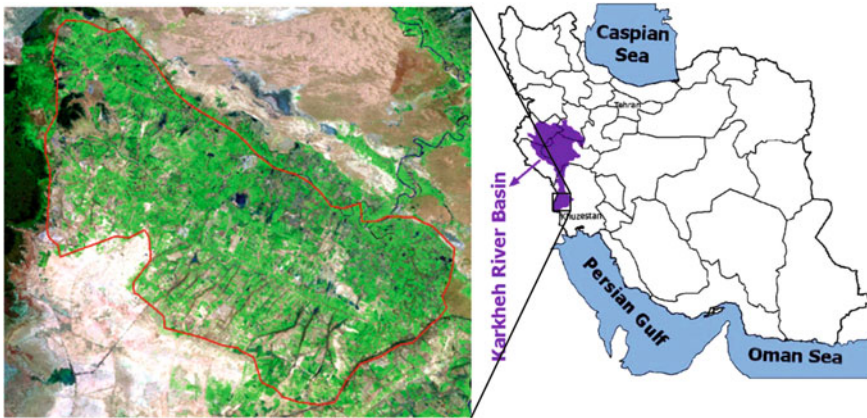 Caspian
Sea
Tehran
Karkheh River Basin
Khuzestan
Persian Gulf
Oman Sea